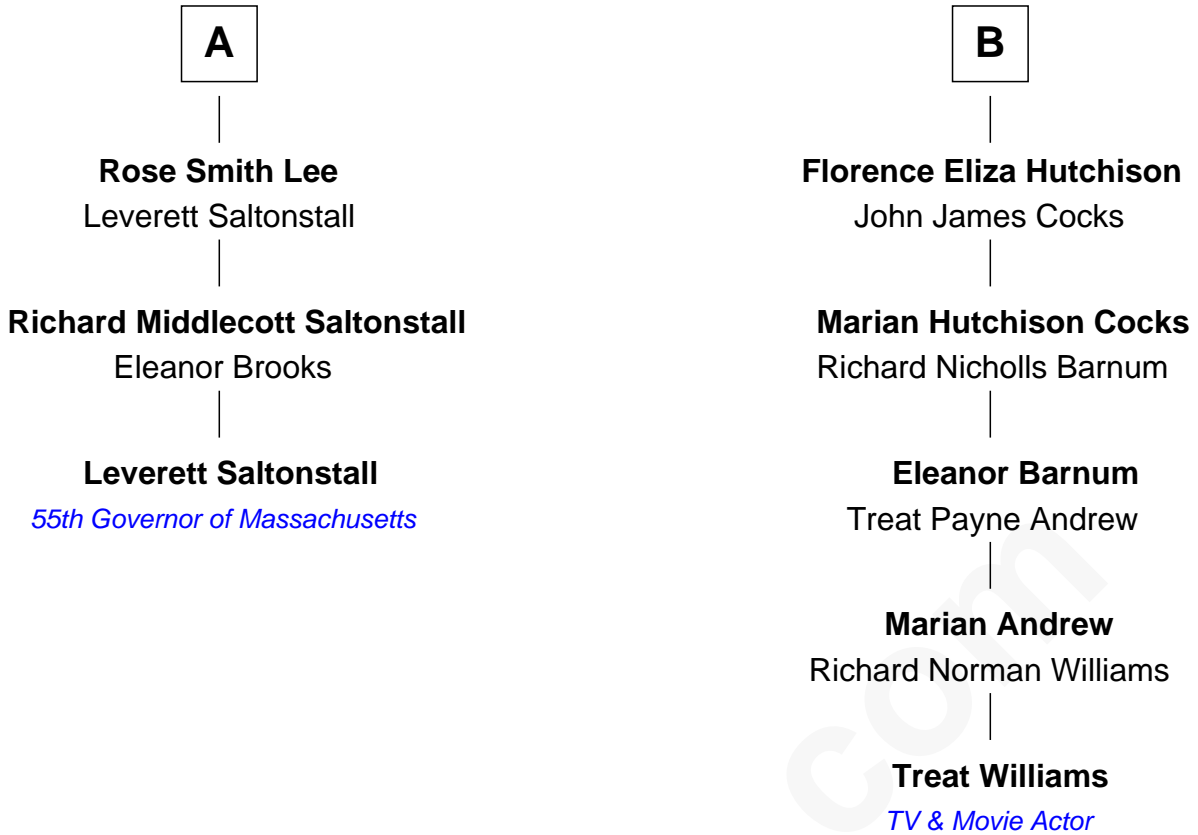 A
Rose Smith Lee
Leverett Saltonstall
Richard Middlecott Saltonstall
Eleanor Brooks
Leverett Saltonstall
55th Governor of Massachusetts
B
Florence Eliza Hutchison
John James Cocks
Marian Hutchison Cocks
Richard Nicholls Barnum
Eleanor Barnum
Treat Payne Andrew
Marian Andrew
Richard Norman Williams
Treat Williams
TV & Movie Actor
com